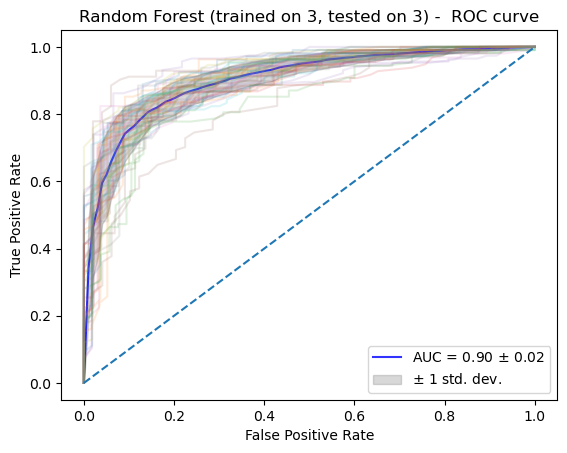 Random Forest (trained on 3, tested on 3) -  ROC curve
True Positive Rate
1.0
0.8
0.6
0.4
0.2
0.0
0.0 0.2 0.4 0.6 0.8 1.0
False Positive Rate
AUC = 0.90 ± 0.02
± 1 std. dev.